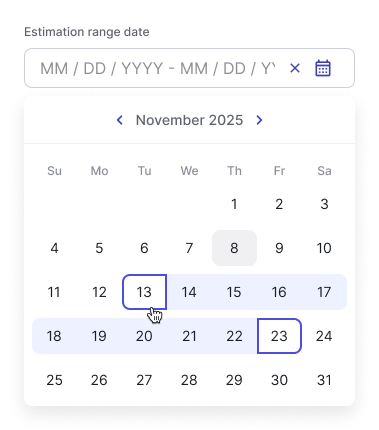 Estimation range date
MM / DD / YYYY - MM / DD / YY
November 2025
Su Mo Tu We Th Fr Sa
1 2 3
4 5 6 7 8 9 10
11 12 13 14 15 16 17
18 19 20 21 22 23 24
25 26 27 28 29 30 31